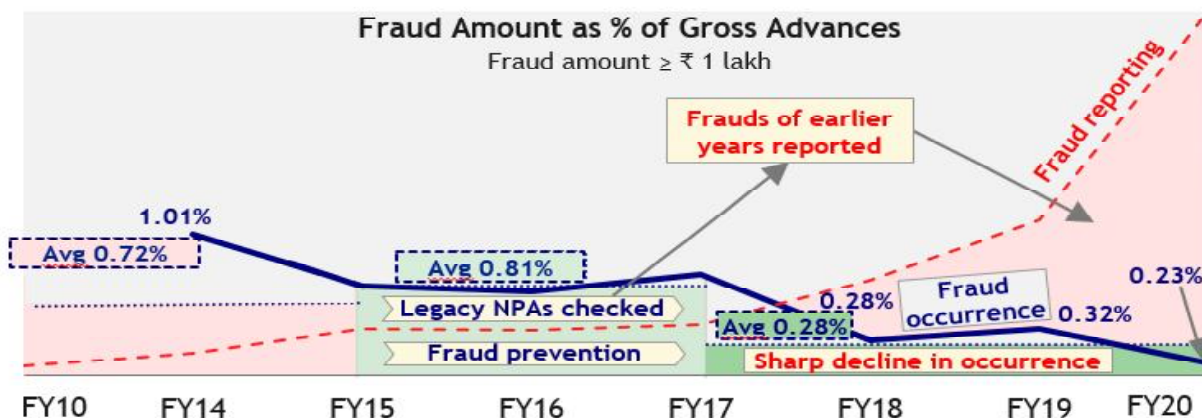 Fraud Amount as % of Gross Advances
Fraud amount ≥ ₹ 1 lakh
Frauds of earlier
years reported
Fraud reporting
1.01%
Avg 0.72%
Avg 0.81%
0.23%
Legacy NPAs checked
0.28%
Fraud
occurrence
0.32%
Avg 0.28%
Fraud prevention
Sharp decline in occurrence
FY10 FY14 FY15 FY16 FY17 FY18 FY19 FY20